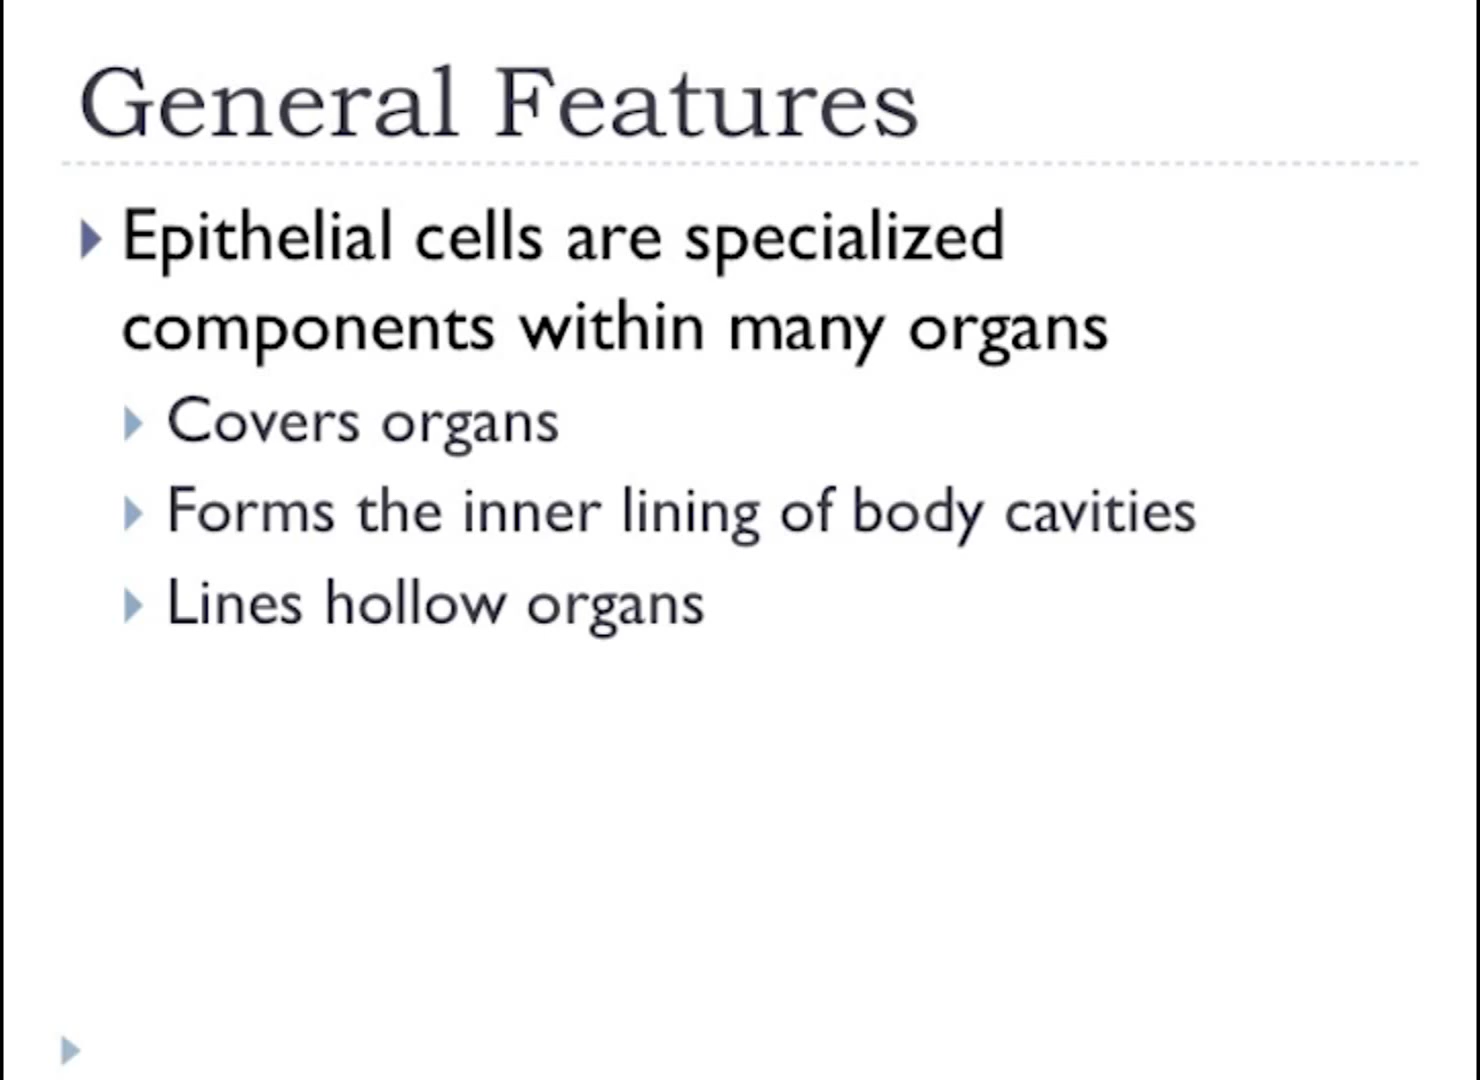 General Features
Epithelial cells are specialized
components within many organs
Covers organs
Forms the inner lining of body cavities
Lines hollow organs